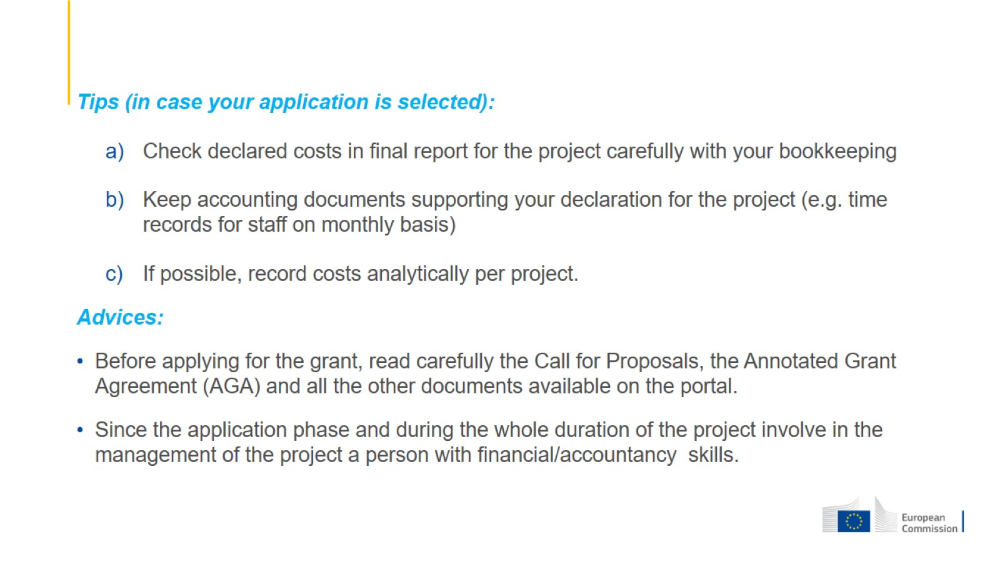 Tips (in case your application is selected):
a) Check declared costs in final report for the project carefully with your bookkeeping
b) Keep accounting documents supporting your declaration for the project (e.g. time
records for staff on monthly basis)
c) If possible, record costs analytically per project.
Advices:
• Before applying for the grant, read carefully the Call for Proposals, the Annotated Grant
Agreement (AGA) and all the other documents available on the portal.
• Since the application phase and during the whole duration of the project involve in the
management of the project a person with financial/accountancy  skills.
European
Commission